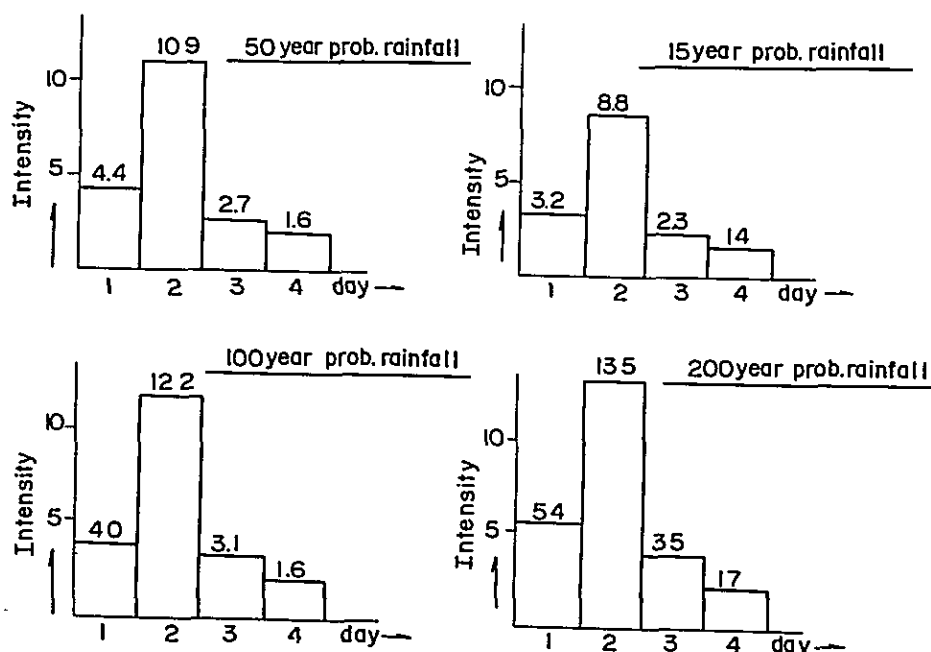 50 year prob. rainfall
Intensity
10
5
4.4
10 9
2.7
1.6
1 2 3 4 day
15 year prob. rainfall
Intensity
10
5
3.2
8.8
2.3
1 4
1 2 3 4 day
100 year prob. rainfall
Intensity
10
5
4 0
12 2
3.1
1.6
1 2 3 4 day
200 year prob. rainfall
Intensity
10
5
5 4
13 5
3 5
1 7
1 2 3 4 day